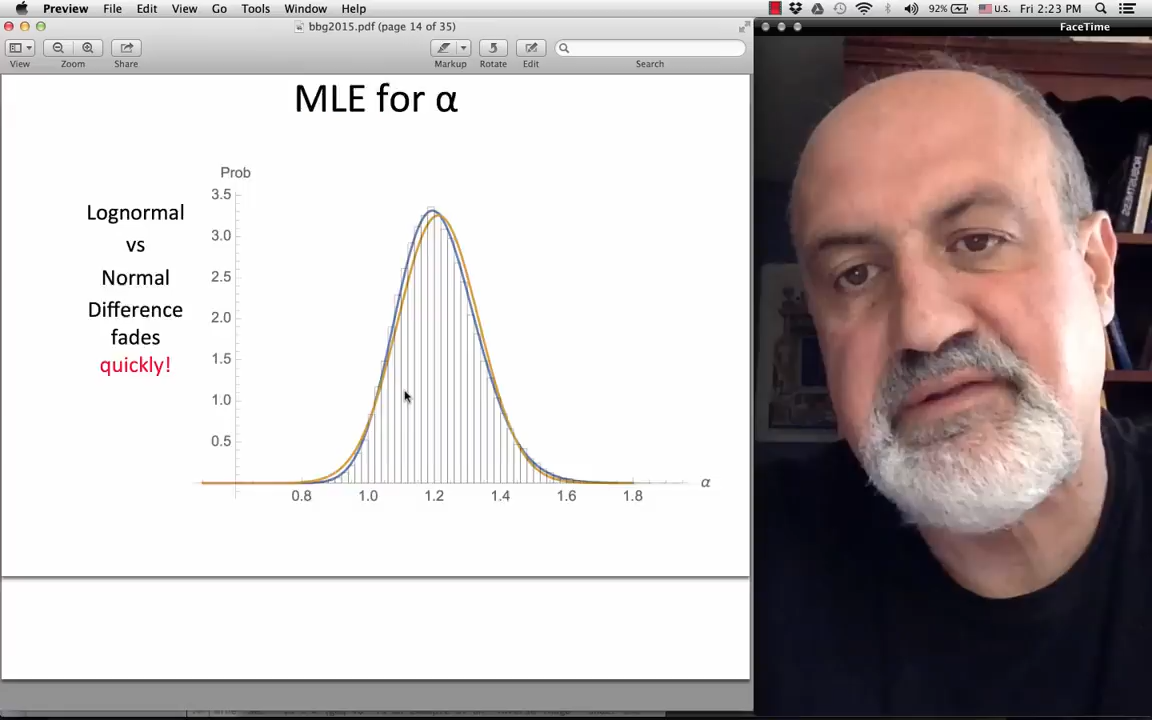 Preview File Edit View Go Tools Window Help
92% U.S. Fri 2:23 PM
bbg2015.pdf (page 14 of 35)
FaceTime
View Zoom Share Markup Rotate Edit Search
MLE for α
Lognormal
vs
Normal
Difference
fades
quickly!
Prob
3.5
3.0
2.5
2.0
1.5
1.0
0.5
0.8 1.0 1.2 1.4 1.6 1.8
α